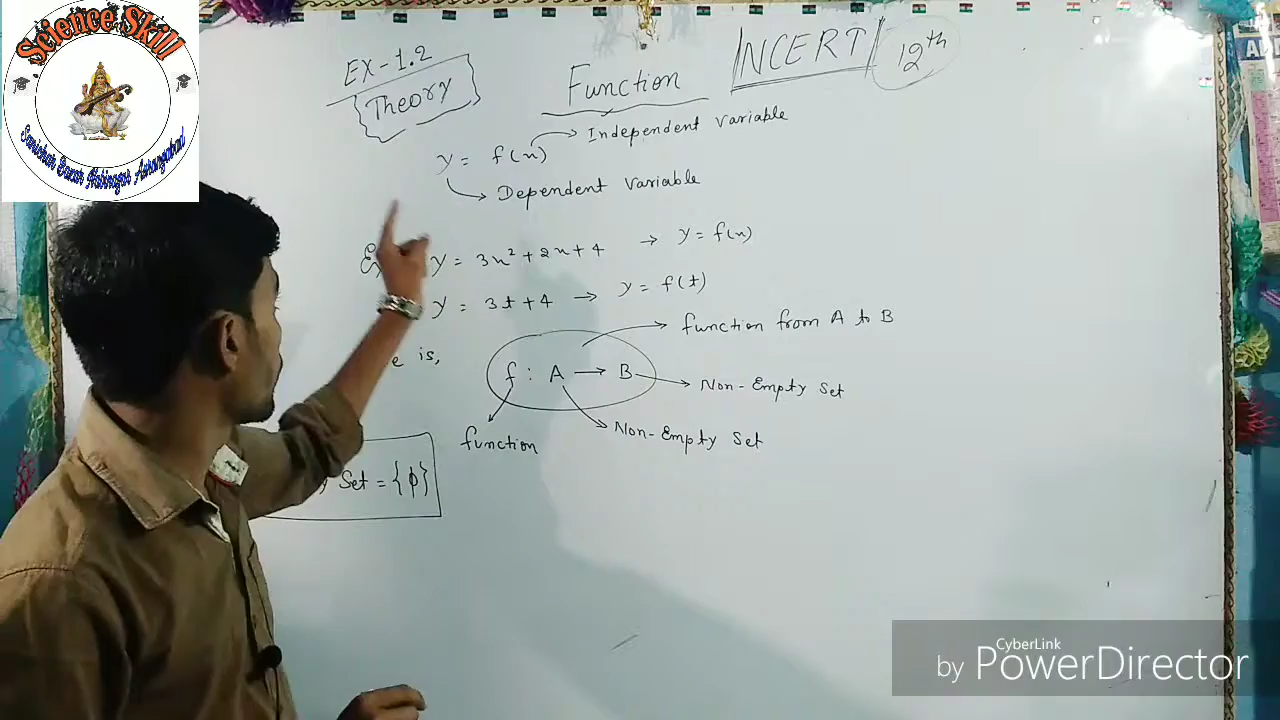 Science Skill
EX-1.2
Theory
Function
NCERT
12th
y = f(x) → Independent Variable
→ Dependent Variable
y = 3x² + 2x + 4 → y = f(x)
y = 3t + 4 → y = f(t)
→ function from A to B
is,
f : A → B → Non-Empty Set
→ Non-Empty Set
function
Set = {ϕ}
CyberLink
by PowerDirector